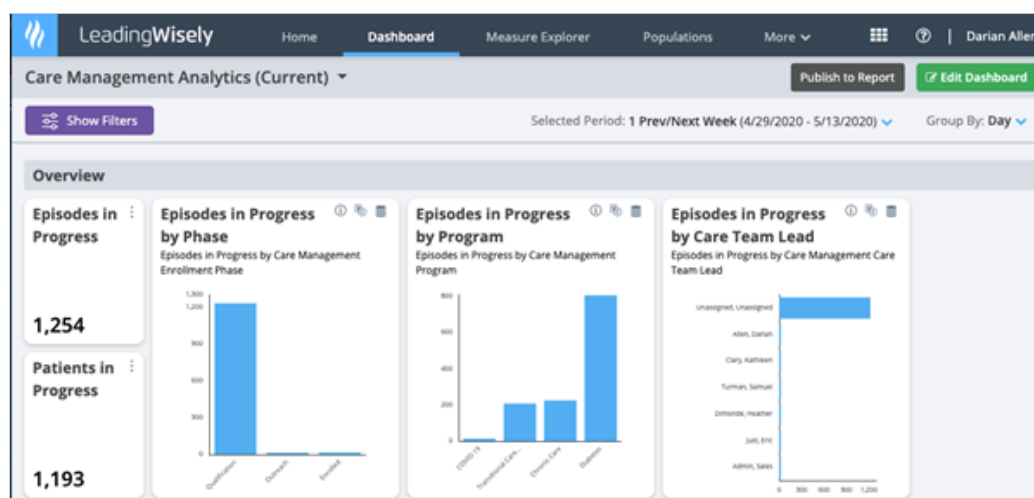 LeadingWisely
Home
Dashboard
Measure Explorer
Populations
More
Darian Allen
Care Management Analytics (Current)
Publish to Report
Edit Dashboard
Show Filters
Selected Period: 1 Prev/Next Week (4/29/2020 - 5/13/2020)
Group By: Day
Overview
Episodes in
Progress
1,254
Patients in
Progress
1,193
Episodes in Progress
by Phase
Episodes in Progress by Care Management
Enrollment Phase
1,300
1,200
900
600
300
0
Qualification
Outreach
Enrolled
Episodes in Progress
by Program
Episodes in Progress by Care Management
Program
800
600
400
200
0
COVID-19
Transitional Care...
Chronic Care
Diabetes
Episodes in Progress
by Care Team Lead
Episodes in Progress by Care Management Care
Team Lead
Unassigned, Unassigned
Allen, Darian
Clary, Kathleen
Turman, Samuel
Dimonde, Heather
Just, Eric
Admin, Sales
0 300 600 900 1,200